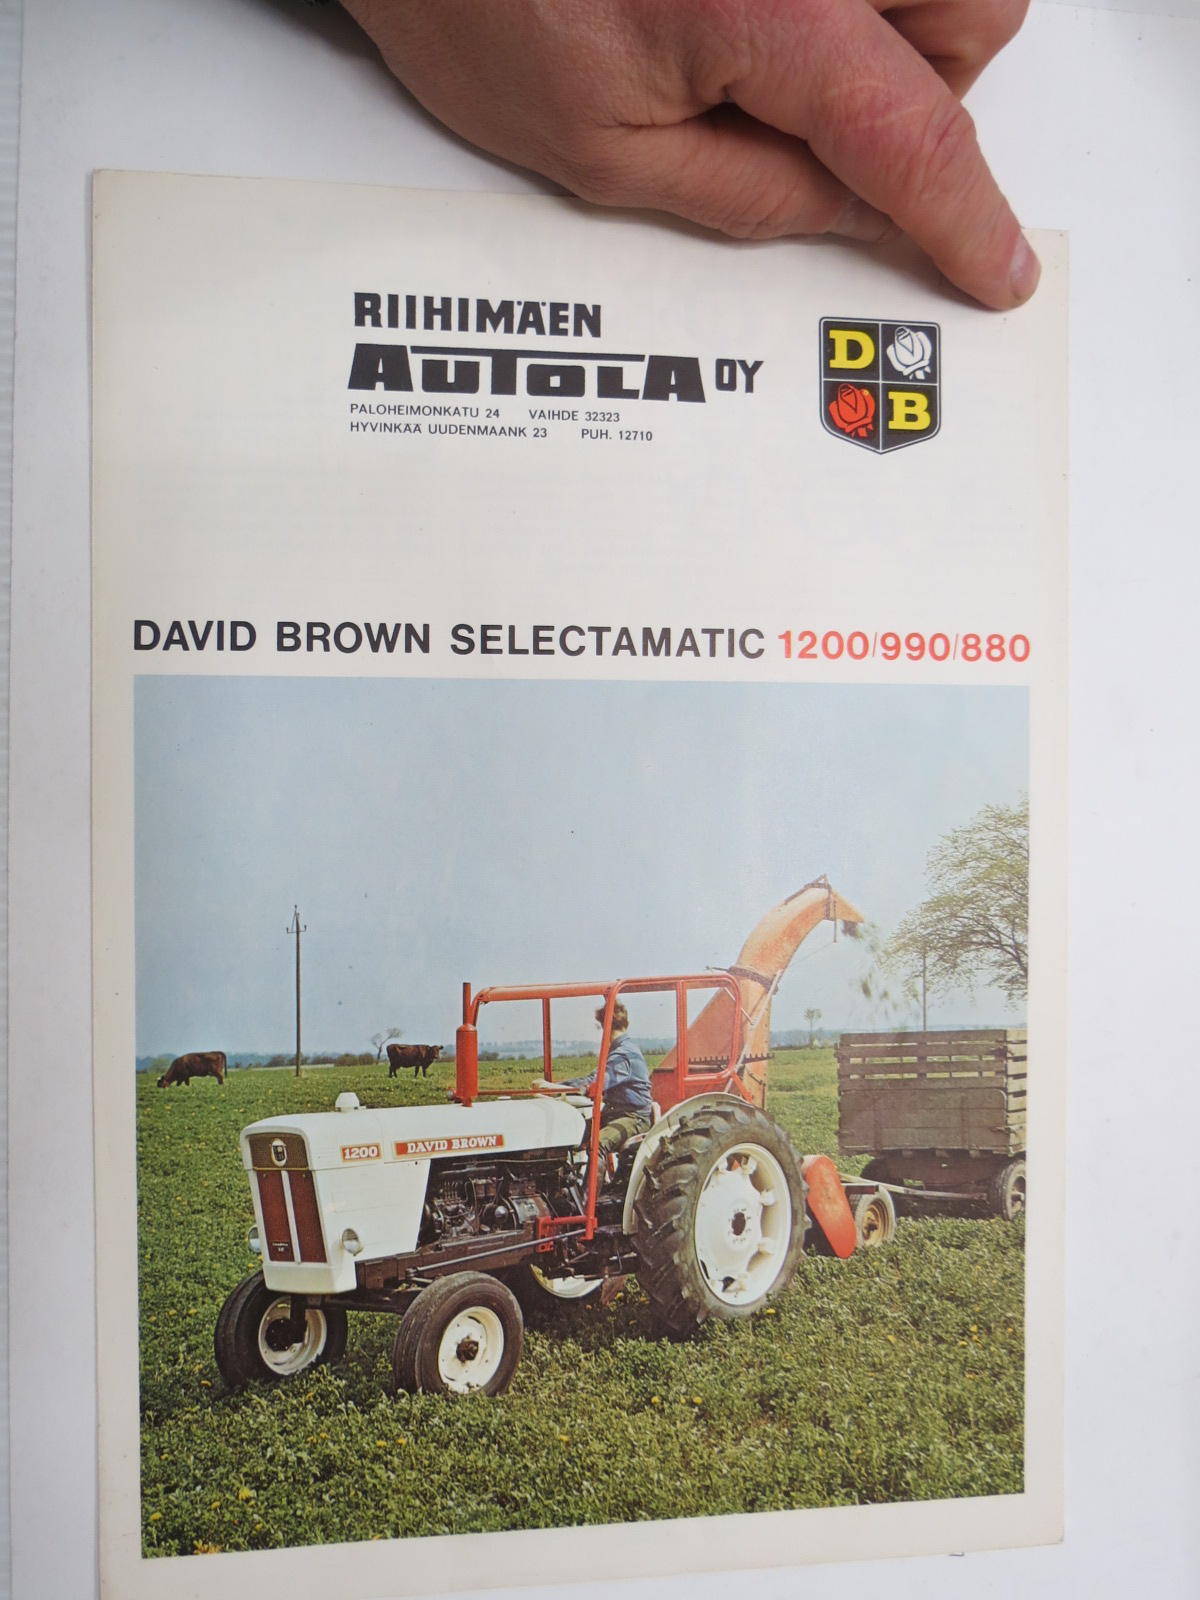 RIIHIMÄEN
AUTOLA OY
PALOHEIMONKATU 24 VAIHDE 32323
HYVINKÄÄ UUDENMAANK 23 PUH. 12710
D
B
DAVID BROWN SELECTAMATIC 1200/990/880
1200 DAVID BROWN